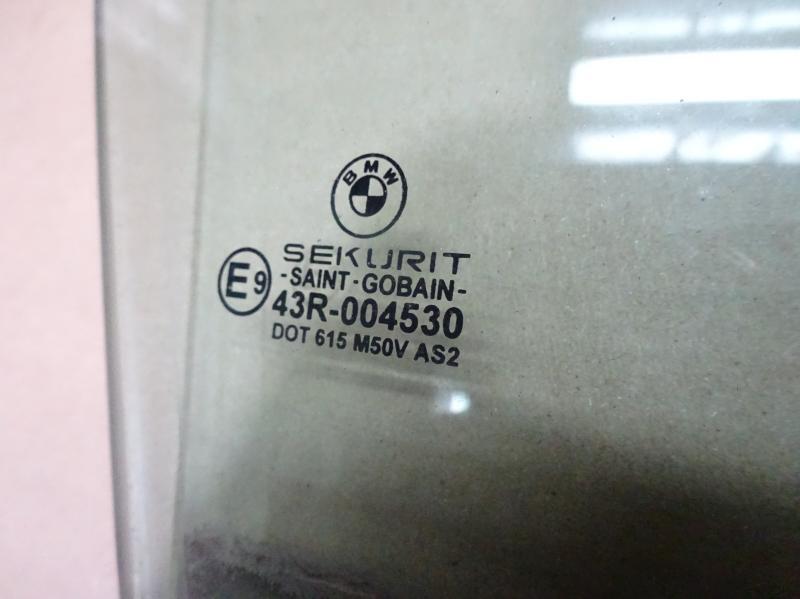 BMW
SEKURIT
-SAINT-GOBAIN-
E9
43R-004530
DOT 615 M50V AS2